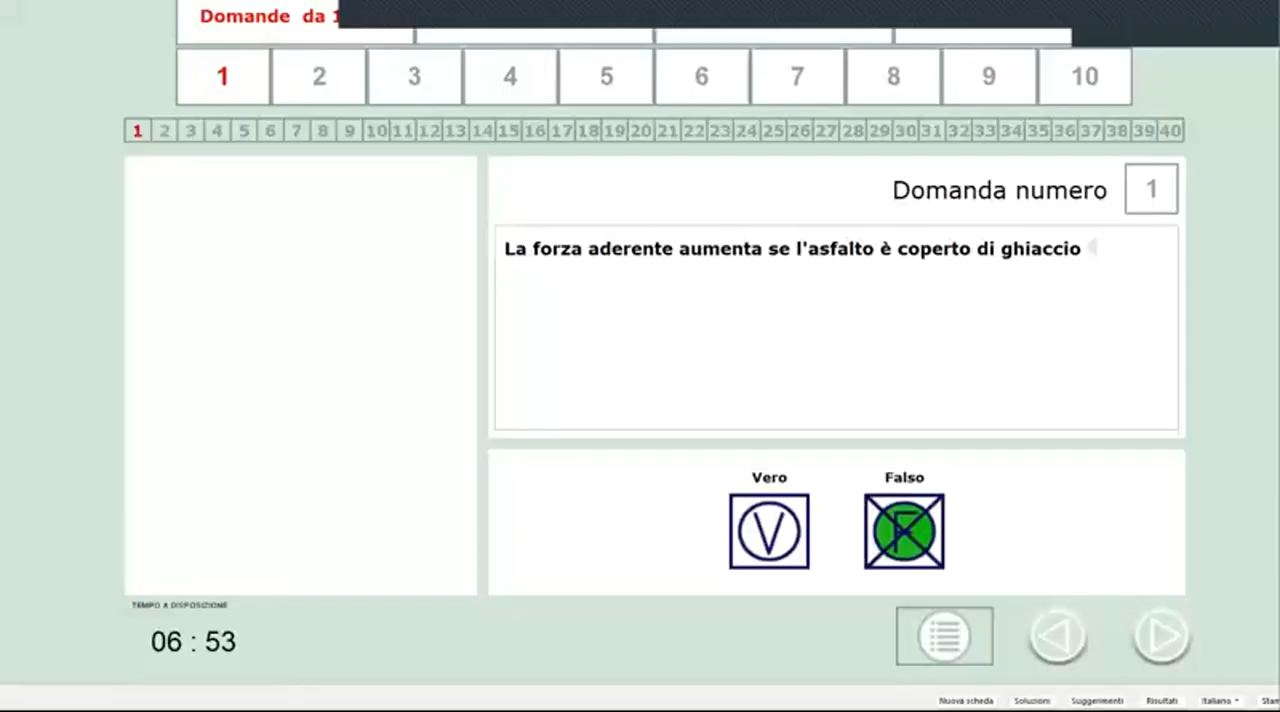 Domande da 1
1 2 3 4 5 6 7 8 9 10
1 2 3 4 5 6 7 8 9 10 11 12 13 14 15 16 17 18 19 20 21 22 23 24 25 26 27 28 29 30 31 32 33 34 35 36 37 38 39 40
Domanda numero 1
La forza aderente aumenta se l'asfalto è coperto di ghiaccio
Vero Falso
V F
TEMPO A DISPOSIZIONE
06 : 53
Nuova scheda Soluzioni Suggerimenti Risultati Italiano